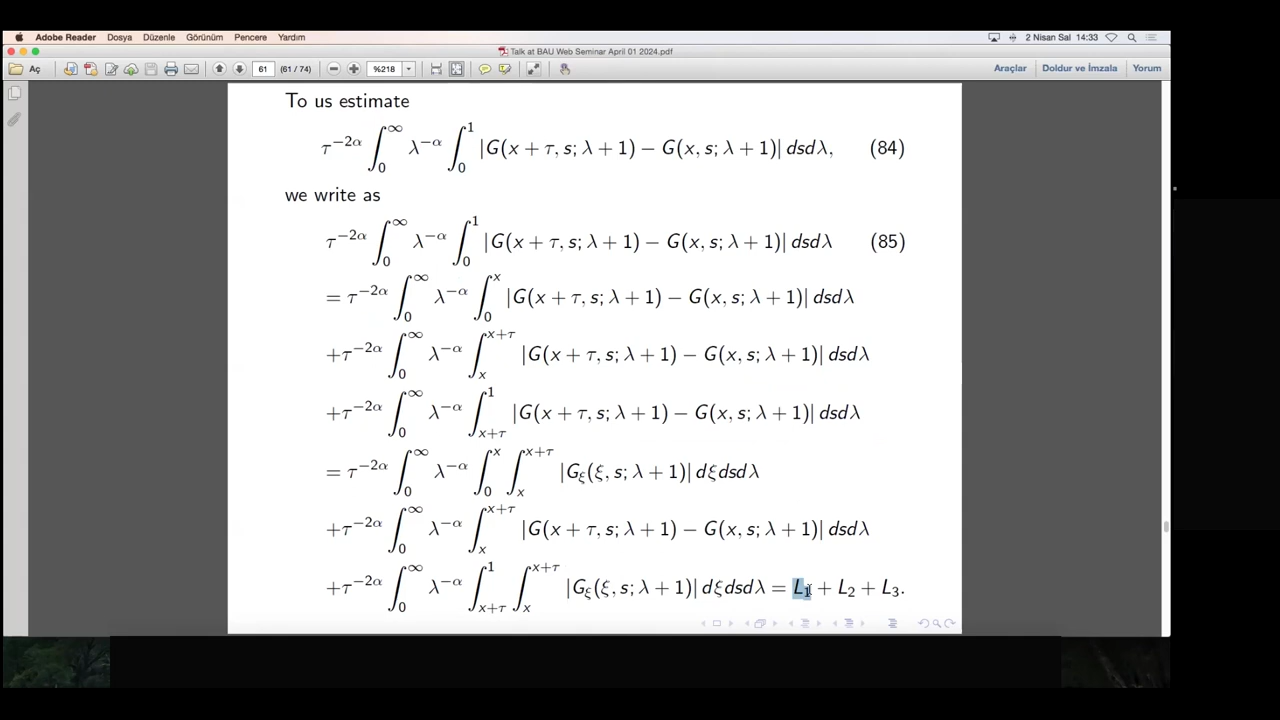 Adobe Reader Dosya Düzenle Görünüm Pencere Yardım 2 Nisan Sal 14:33
Talk at BAU Web Seminar April 01 2024.pdf
Aç 61 (61 / 74) %218 Araçlar Doldur ve İmzala Yorum
To us estimate
τ^{−2α} ∫_0^∞ λ^{−α} ∫_0^1 |G(x + τ, s; λ + 1) − G(x, s; λ + 1)| dsdλ, (84)
we write as
τ^{−2α} ∫_0^∞ λ^{−α} ∫_0^1 |G(x + τ, s; λ + 1) − G(x, s; λ + 1)| dsdλ (85)
= τ^{−2α} ∫_0^∞ λ^{−α} ∫_0^x |G(x + τ, s; λ + 1) − G(x, s; λ + 1)| dsdλ
+τ^{−2α} ∫_0^∞ λ^{−α} ∫_x^{x+τ} |G(x + τ, s; λ + 1) − G(x, s; λ + 1)| dsdλ
+τ^{−2α} ∫_0^∞ λ^{−α} ∫_{x+τ}^1 |G(x + τ, s; λ + 1) − G(x, s; λ + 1)| dsdλ
= τ^{−2α} ∫_0^∞ λ^{−α} ∫_0^x ∫_x^{x+τ} |G_ξ(ξ, s; λ + 1)| dξdsdλ
+τ^{−2α} ∫_0^∞ λ^{−α} ∫_x^{x+τ} |G(x + τ, s; λ + 1) − G(x, s; λ + 1)| dsdλ
+τ^{−2α} ∫_0^∞ λ^{−α} ∫_{x+τ}^1 ∫_x^{x+τ} |G_ξ(ξ, s; λ + 1)| dξdsdλ = L_1 + L_2 + L_3.